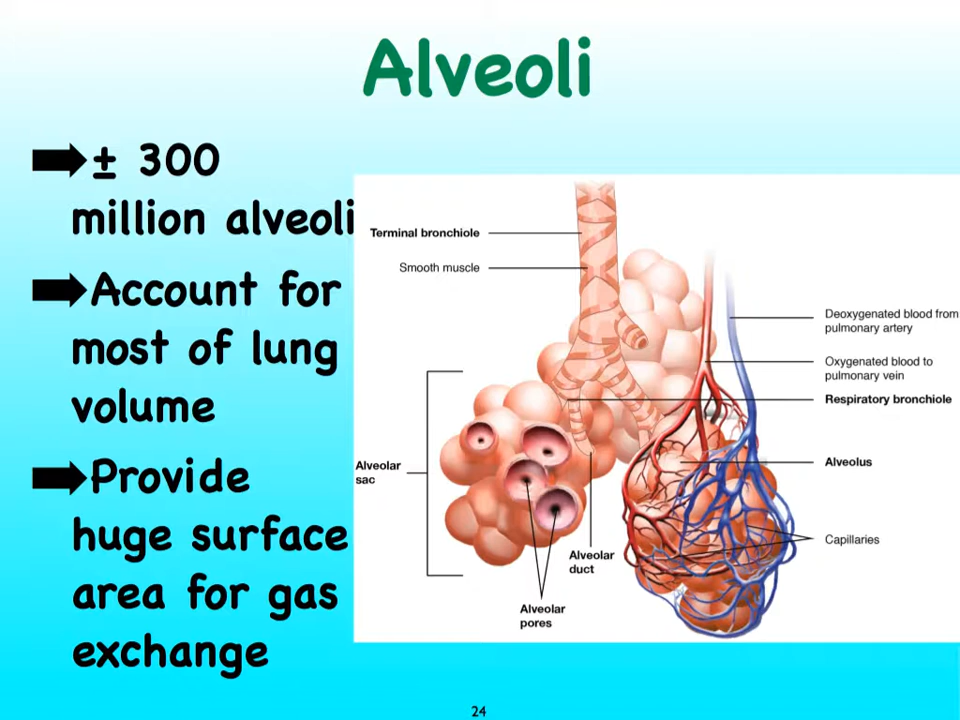 Alveoli
± 300
million alveoli
Account for
most of lung
volume
Provide
huge surface
area for gas
exchange
Terminal bronchiole
Smooth muscle
Deoxygenated blood from
pulmonary artery
Oxygenated blood to
pulmonary vein
Respiratory bronchiole
Alveolar
sac
Alveolus
Capillaries
Alveolar
duct
Alveolar
pores
24